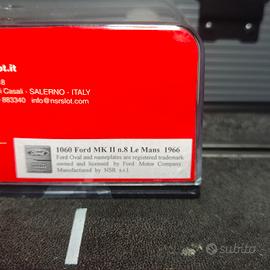 ot.it
8
i Casali - SALERNO - ITALY
883340 info@nsrslot.com
1060 Ford MK II n.8 Le Mans 1966
Ford Oval and nameplates are registered trademark
owned and licensed by Ford Motor Company.
Manufactured by NSR s.r.l.
subito